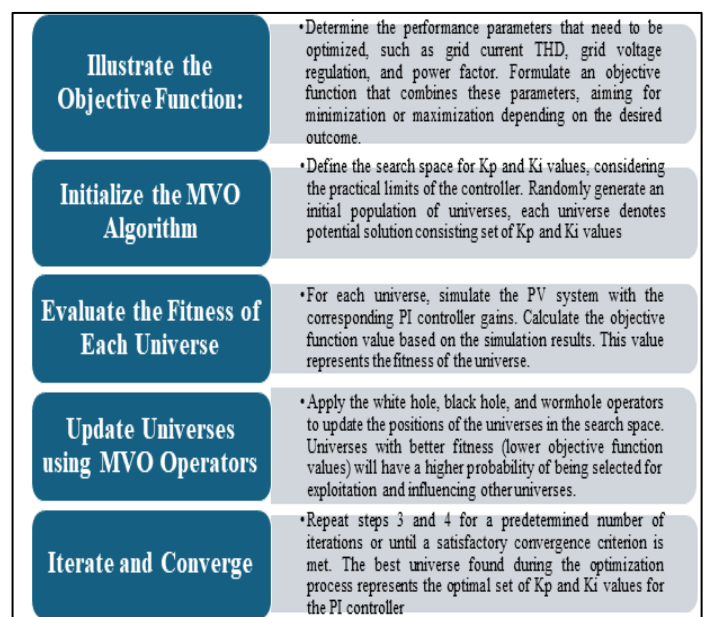 Illustrate the
Objective Function:
•Determine the performance parameters that need to be
optimized, such as grid current THD, grid voltage
regulation, and power factor. Formulate an objective
function that combines these parameters, aiming for
minimization or maximization depending on the desired
outcome.
Initialize the MVO
Algorithm
•Define the search space for Kp and Ki values, considering
the practical limits of the controller. Randomly generate an
initial population of universes, each universe denotes
potential solution consisting set of Kp and Ki values
Evaluate the Fitness of
Each Universe
•For each universe, simulate the PV system with the
corresponding PI controller gains. Calculate the objective
function value based on the simulation results. This value
represents the fitness of the universe.
Update Universes
using MVO Operators
•Apply the white hole, black hole, and wormhole operators
to update the positions of the universes in the search space.
Universes with better fitness (lower objective function
values) will have a higher probability of being selected for
exploitation and influencing other universes.
Iterate and Converge
•Repeat steps 3 and 4 for a predetermined number of
iterations or until a satisfactory convergence criterion is
met. The best universe found during the optimization
process represents the optimal set of Kp and Ki values for
the PI controller